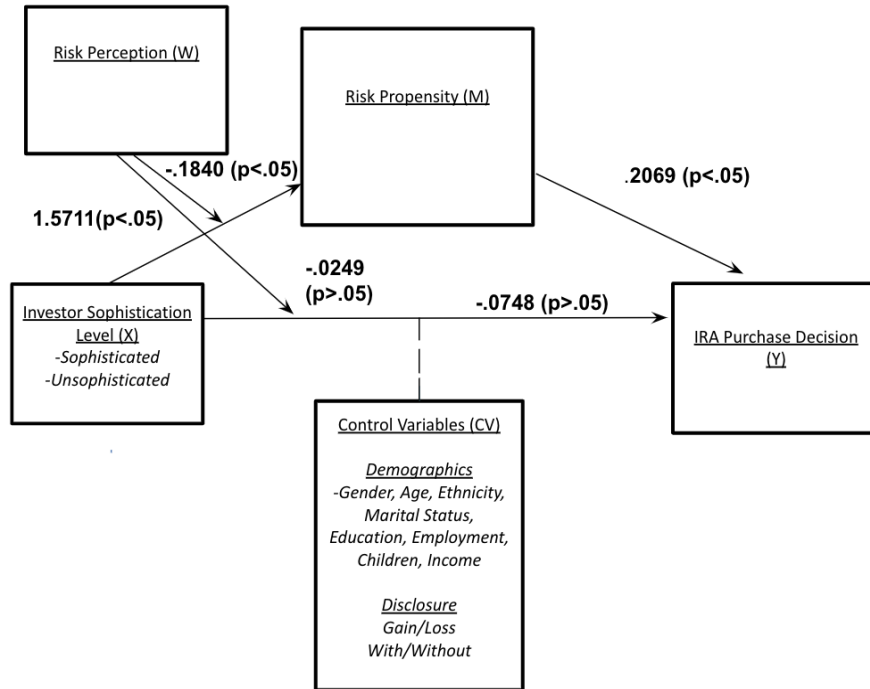 Risk Perception (W)
Risk Propensity (M)
-.1840 (p<.05)
.2069 (p<.05)
1.5711(p<.05)
-.0249
(p>.05)
-.0748 (p>.05)
Investor Sophistication
Level (X)
-Sophisticated
-Unsophisticated
IRA Purchase Decision
(Y)
Control Variables (CV)
Demographics
-Gender, Age, Ethnicity,
Marital Status,
Education, Employment,
Children, Income
Disclosure
Gain/Loss
With/Without